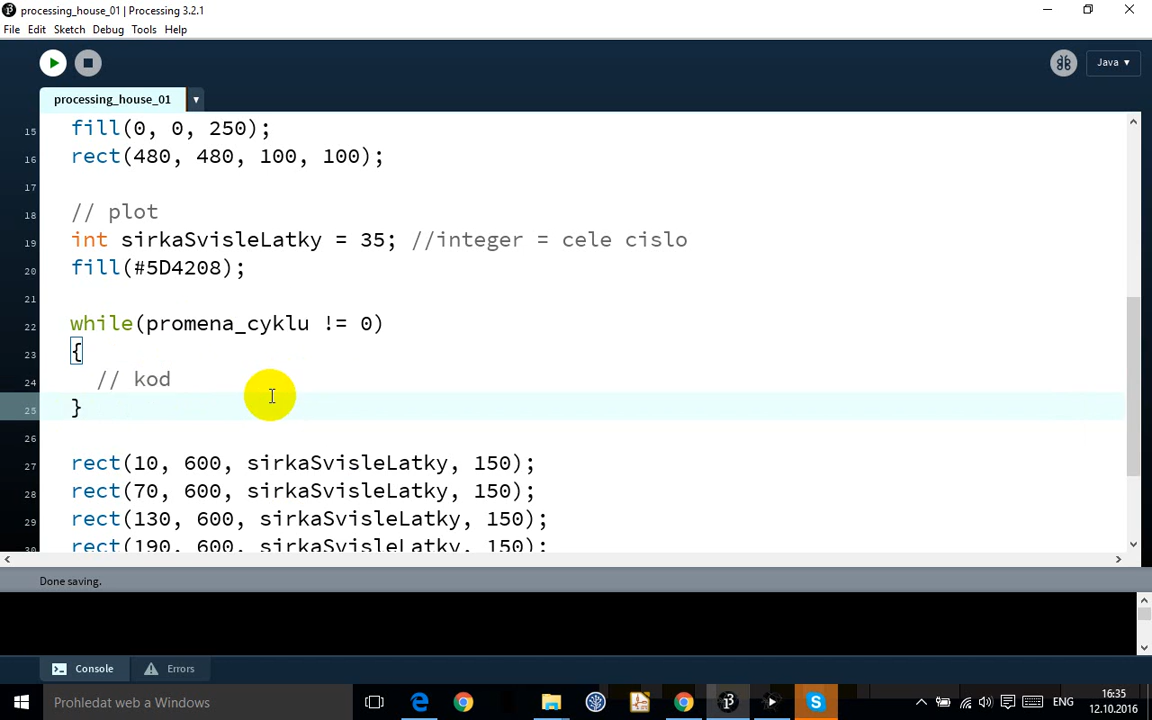 processing_house_01 | Processing 3.2.1
File Edit Sketch Debug Tools Help
Java ▾
processing_house_01 ▾
15 fill(0, 0, 250);
16 rect(480, 480, 100, 100);
17
18 // plot
19 int sirkaSvisleLatky = 35; //integer = cele cislo
20 fill(#5D4208);
21
22 while(promena_cyklu != 0)
23 {
24 // kod
25 }
26
27 rect(10, 600, sirkaSvisleLatky, 150);
28 rect(70, 600, sirkaSvisleLatky, 150);
29 rect(130, 600, sirkaSvisleLatky, 150);
30 rect(190, 600, sirkaSvisleLatky, 150);
Done saving.
Console Errors
Prohledat web a Windows
ENG
16:35
12.10.2016